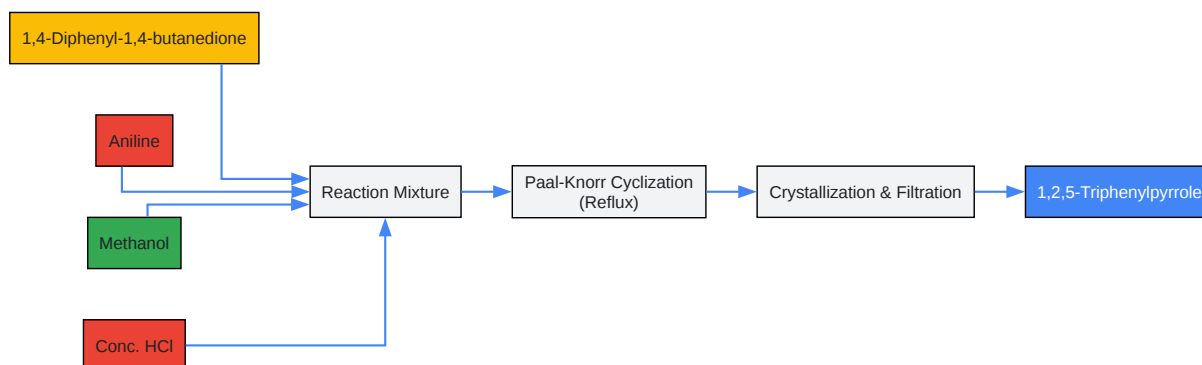 1,4-Diphenyl-1,4-butanedione
Aniline
Methanol
Conc. HCl
Reaction Mixture
Paal-Knorr Cyclization
(Reflux)
Crystallization & Filtration
1,2,5-Triphenylpyrrole